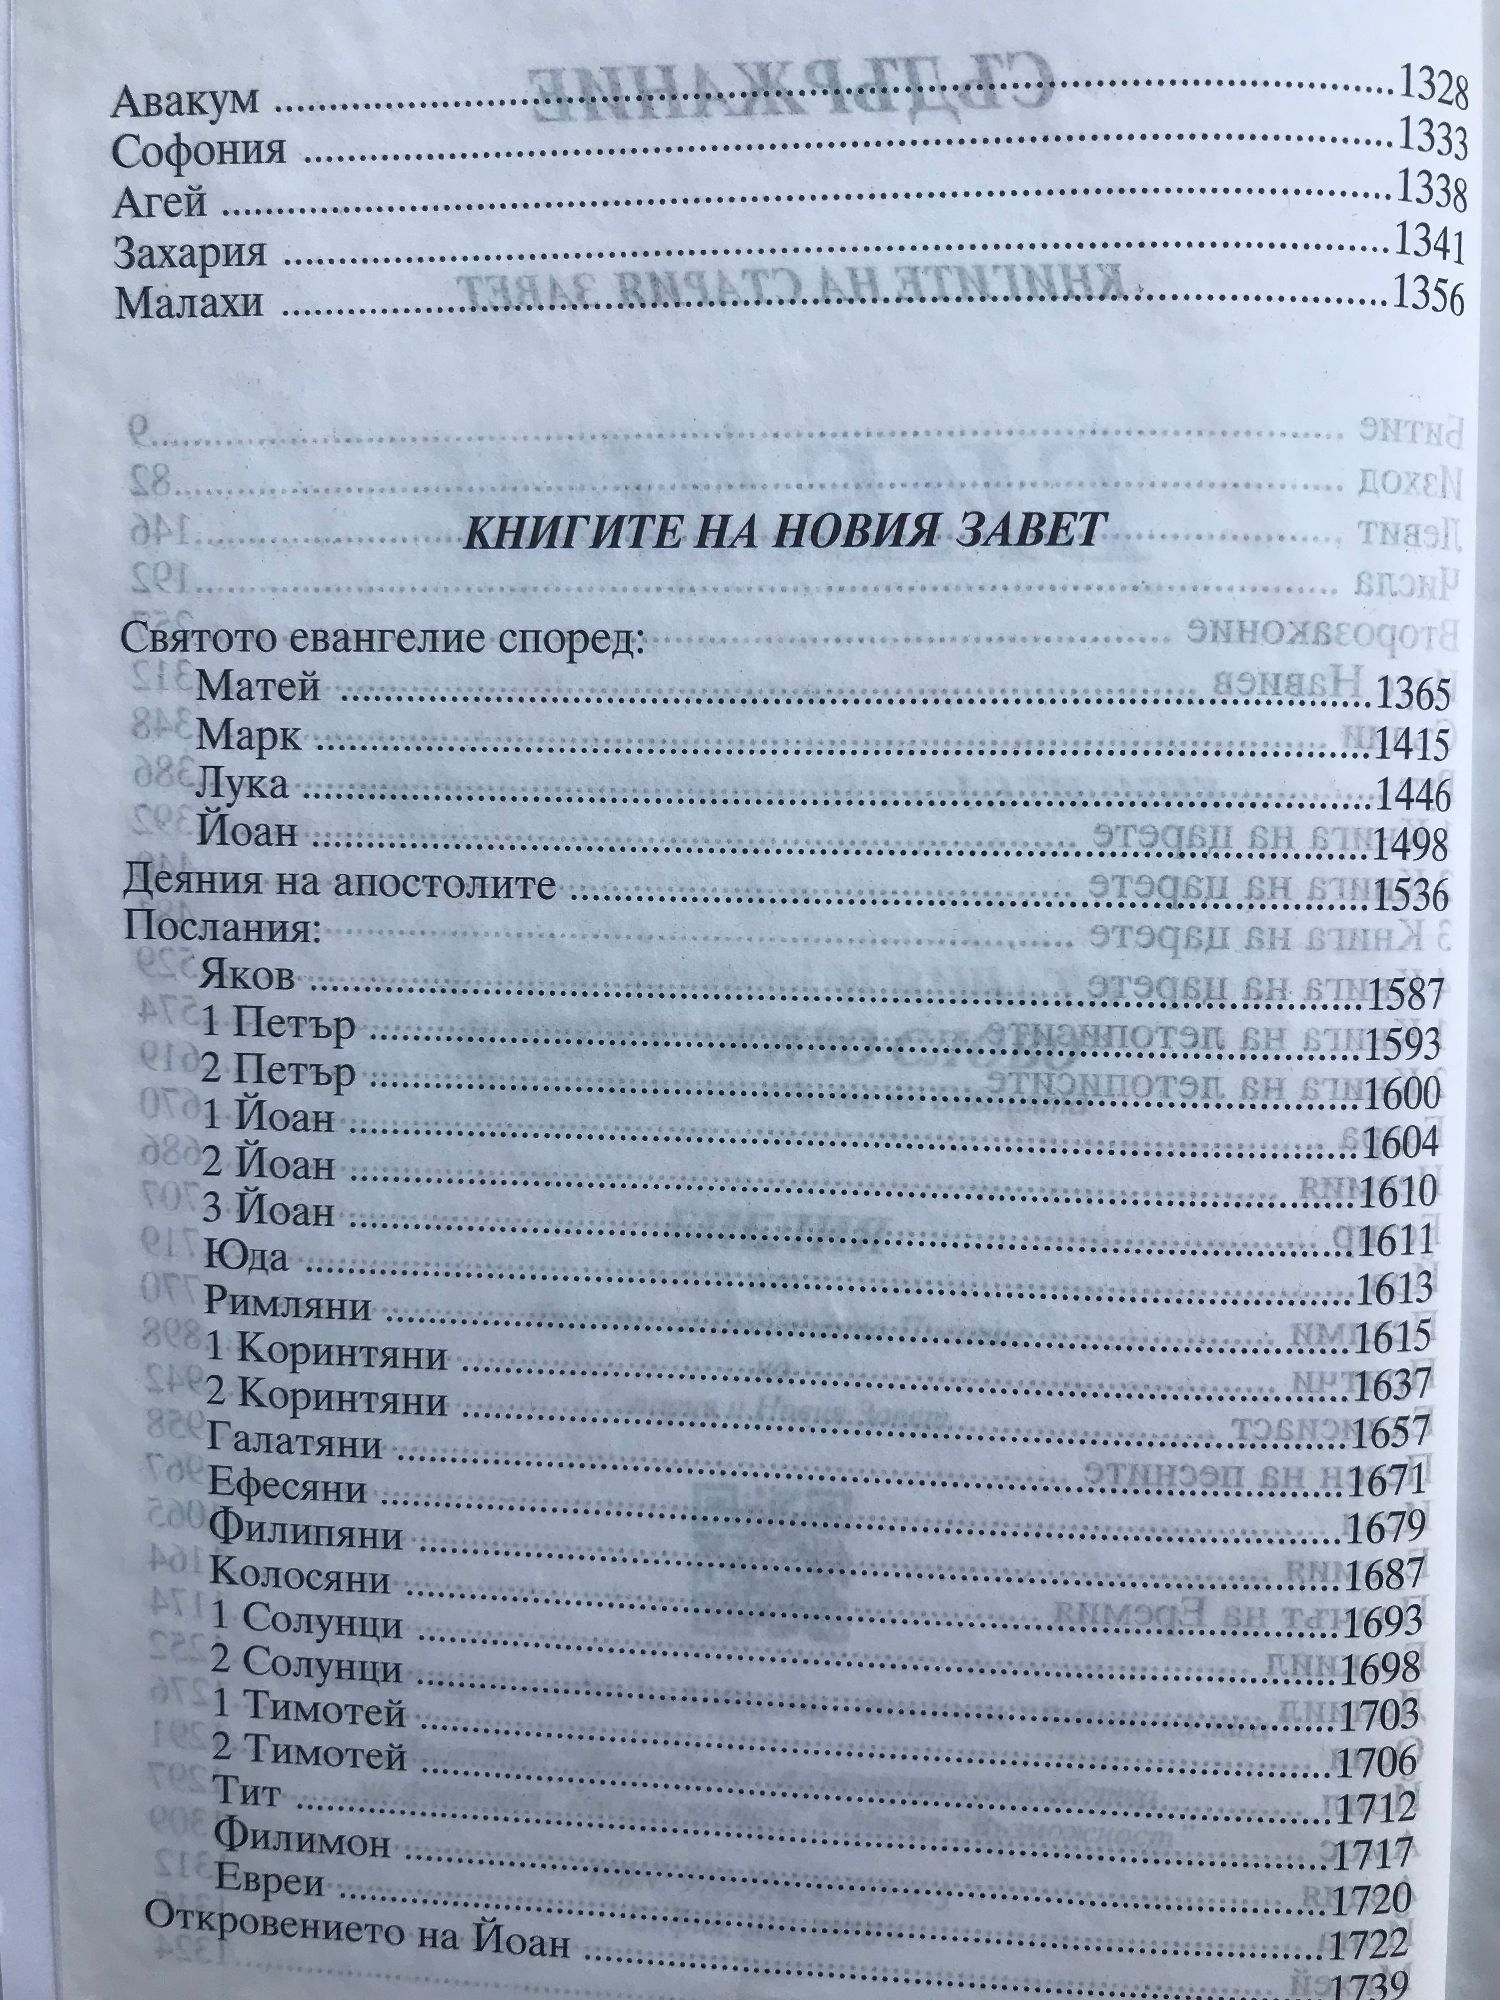 Авакум ..... 1328
Софония ..... 1333
Агей ..... 1338
Захария ..... 1341
Малахи ..... 1356
КНИГИТЕ НА НОВИЯ ЗАВЕТ
Святото евангелие според:
Матей ..... 1365
Марк ..... 1415
Лука ..... 1446
Йоан ..... 1498
Деяния на апостолите ..... 1536
Послания:
Яков ..... 1587
1 Петър ..... 1593
2 Петър ..... 1600
1 Йоан ..... 1604
2 Йоан ..... 1610
3 Йоан ..... 1611
Юда ..... 1613
Римляни ..... 1615
1 Коринтяни ..... 1637
2 Коринтяни ..... 1657
Галатяни ..... 1671
Ефесяни ..... 1679
Филипяни ..... 1687
Колосяни ..... 1693
1 Солунци ..... 1698
2 Солунци ..... 1703
1 Тимотей ..... 1706
2 Тимотей ..... 1712
Тит ..... 1717
Филимон ..... 1720
Евреи ..... 1722
Откровението на Йоан ..... 1739